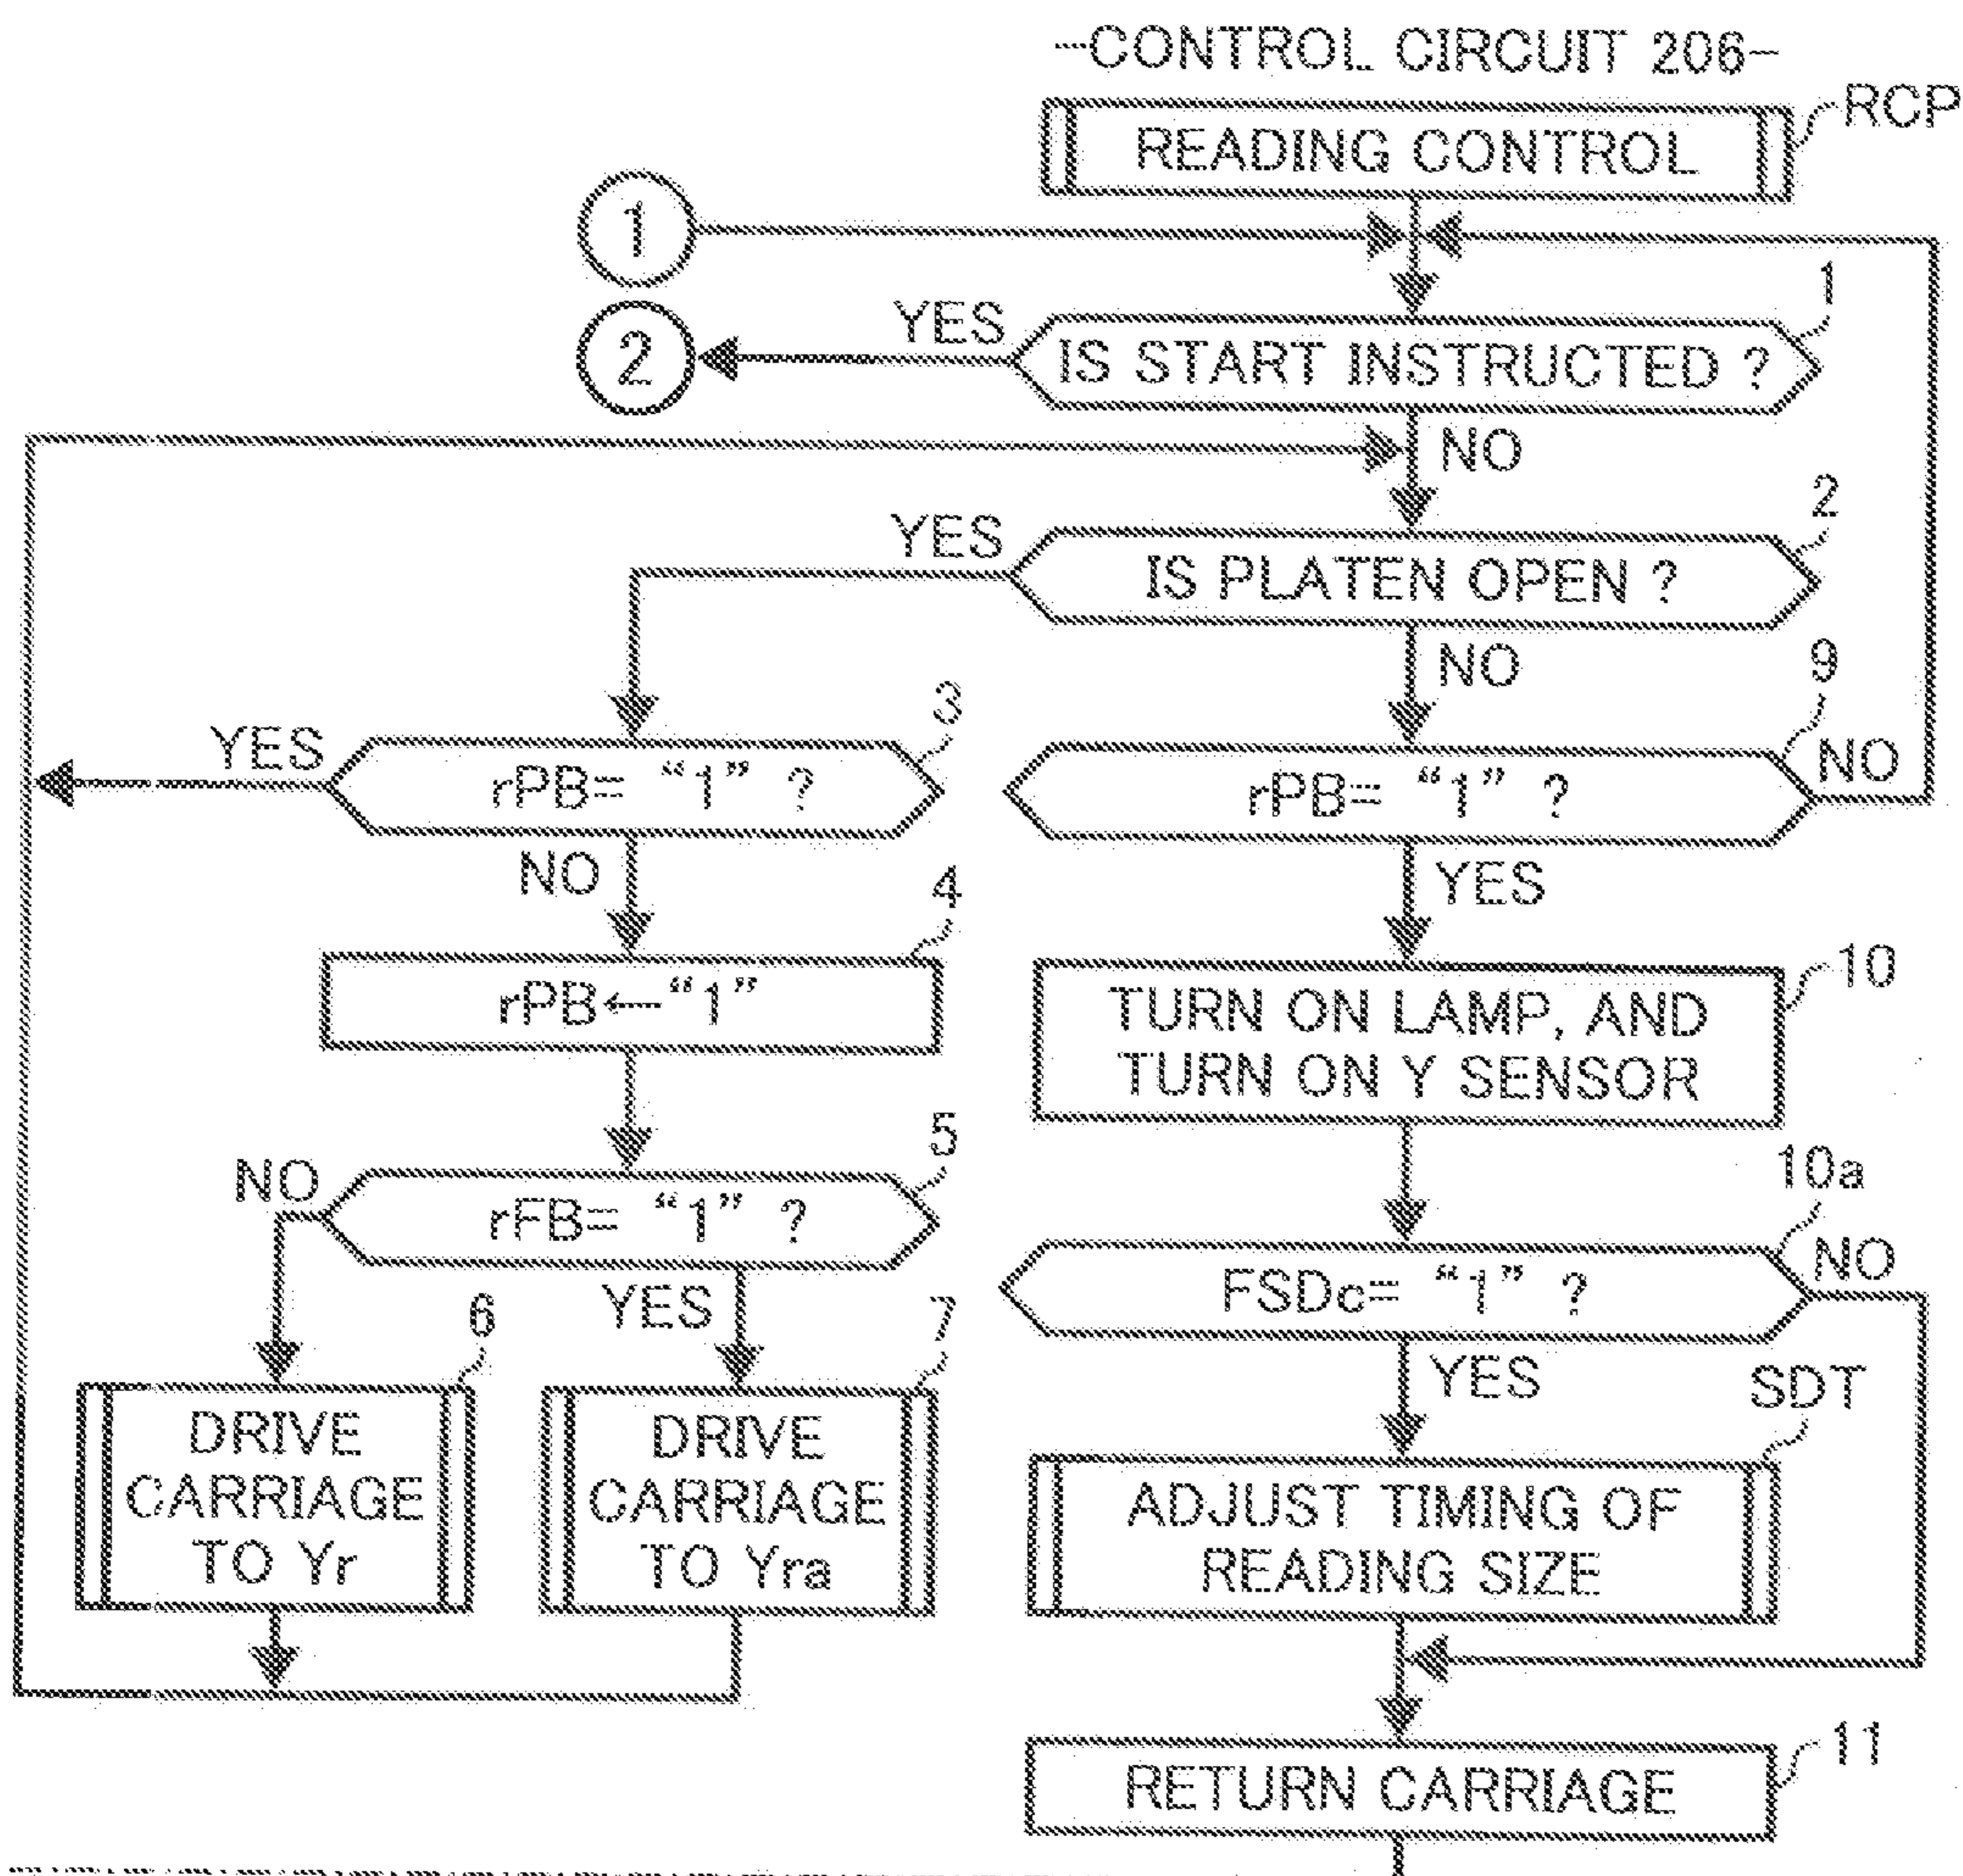 —CONTROL CIRCUIT 206—
RCP
READING CONTROL
1
1
YES
2
IS START INSTRUCTED ?
NO
2
YES
IS PLATEN OPEN ?
NO
9
3
YES
rPB= “1” ?
rPB= “1” ?
NO
NO
YES
4
rPB←“1”
10
TURN ON LAMP, AND
TURN ON Y SENSOR
5
NO
rFB= “1” ?
10a
FSDc= “1” ?
NO
6
YES
7
YES
SDT
DRIVE
CARRIAGE
TO Yr
DRIVE
CARRIAGE
TO Yra
ADJUST TIMING OF
READING SIZE
11
RETURN CARRIAGE